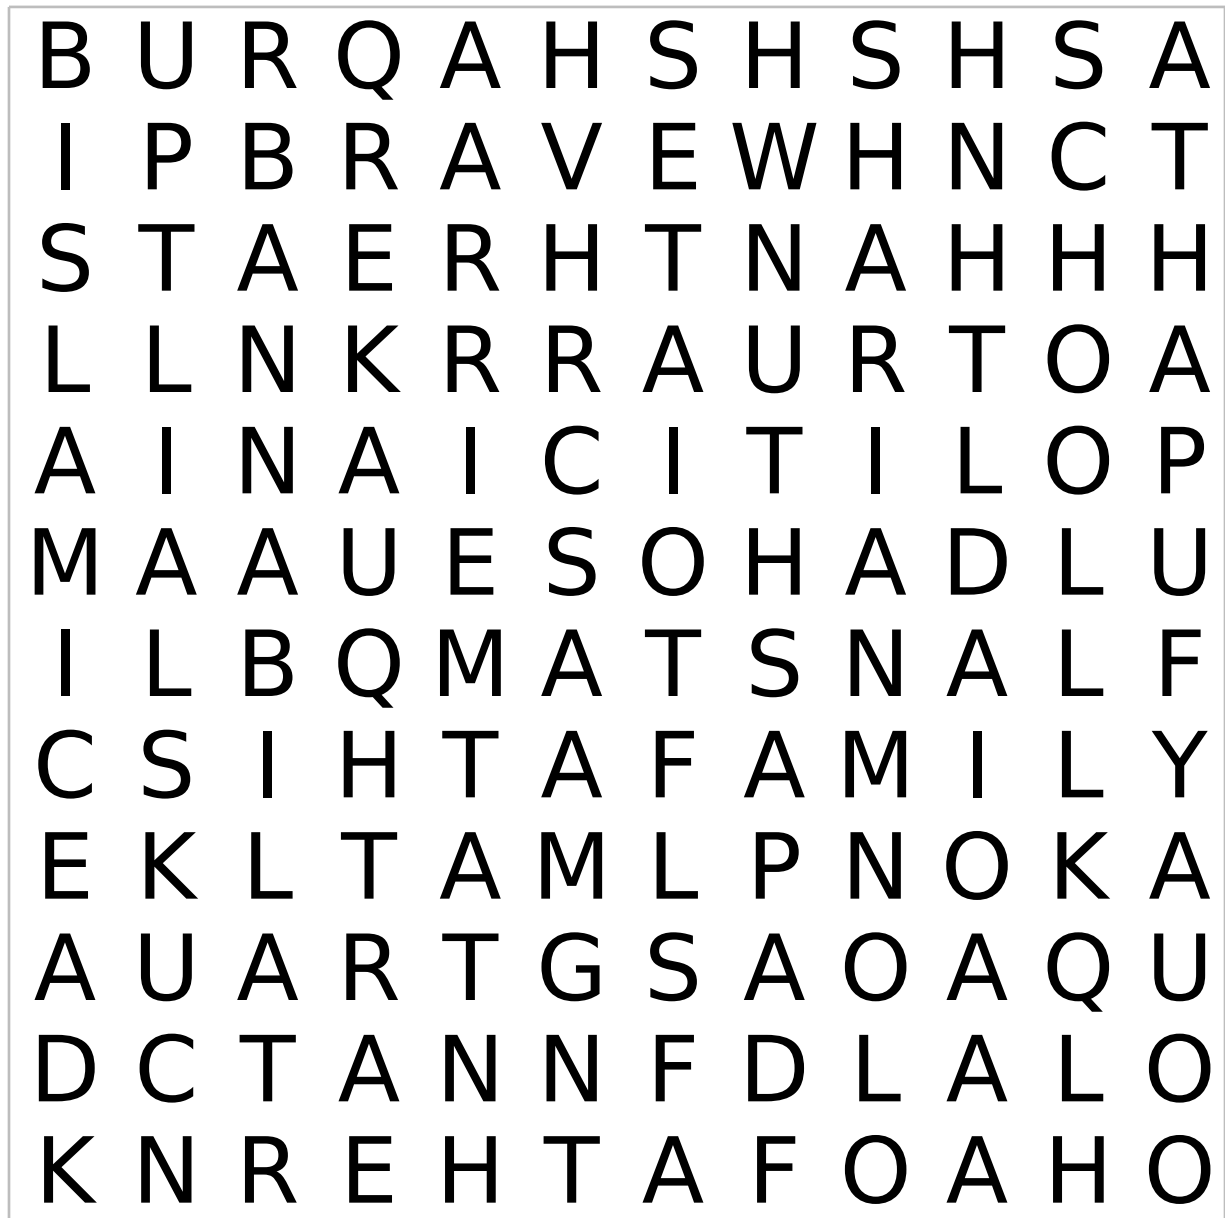 B U R Q A H S H S H S A
I P B R A V E W H N C T
S T A E R H T N A H H H
L L N K R R A U R T O A
A I N A I C I T I L O P
M A A U E S O H A D L U
I L B Q M A T S N A L F
C S I H T A F A M I L Y
E K L T A M L P N O K A
A U A R T G S A O A Q U
D C T A N N F D L A L O
K N R E H T A F O A H O